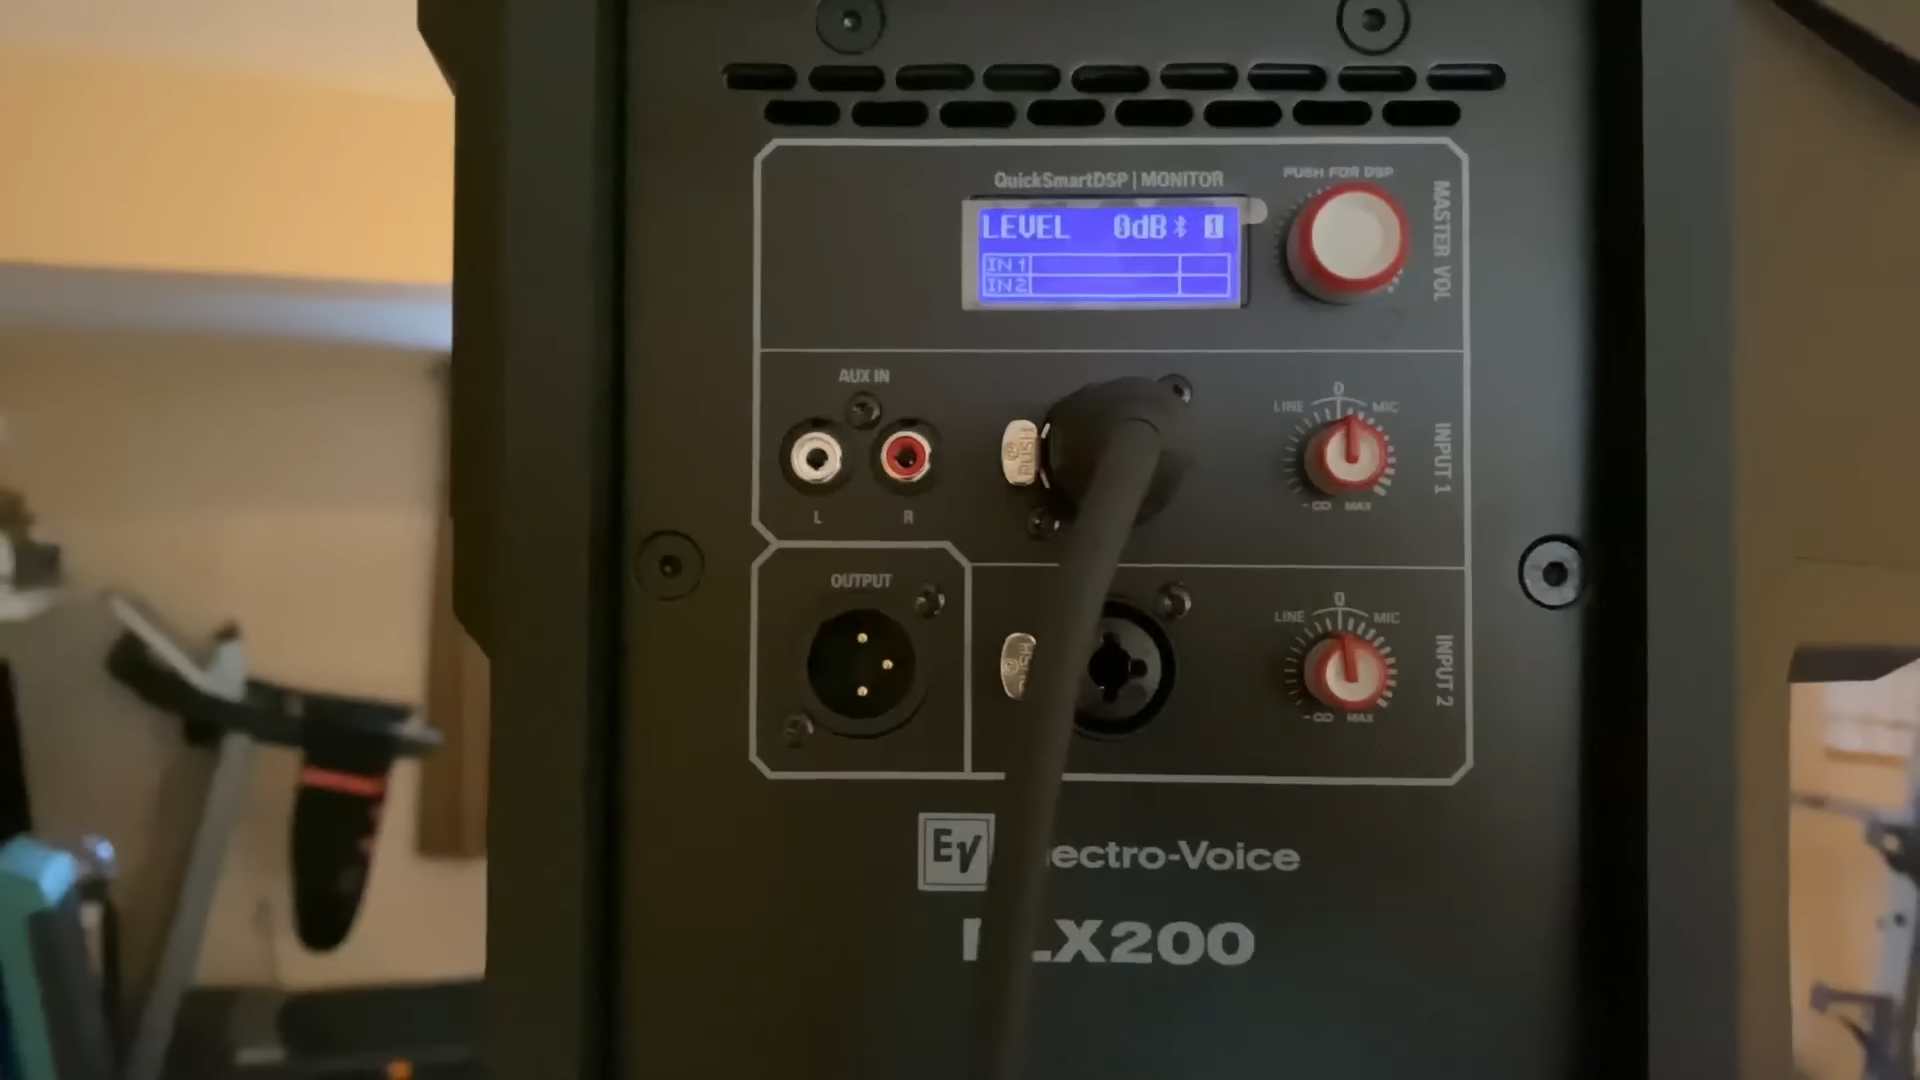 QuickSmartDSP | MONITOR
PUSH FOR DSP
MASTER VOL
LEVEL 0dB 1
IN 1
IN 2
AUX IN
L R
PUSH
LINE 0 MIC
-∞ MAX
INPUT 1
OUTPUT
LINE 0 MIC
-∞ MAX
INPUT 2
EV ectro-Voice
LX200